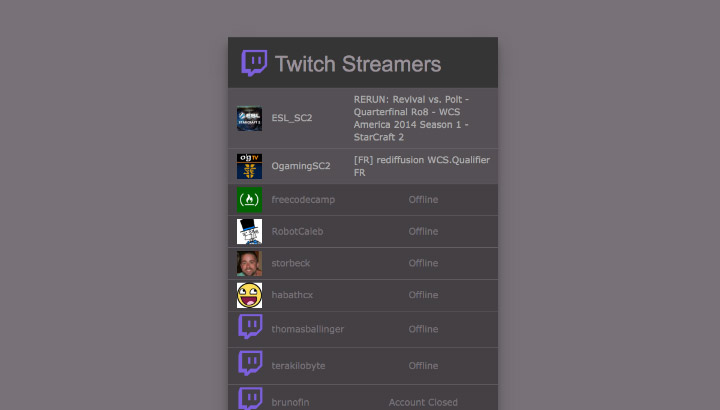 Twitch Streamers
ESL_SC2
RERUN: Revival vs. Polt -
Quarterfinal Ro8 - WCS
America 2014 Season 1 -
StarCraft 2
OgamingSC2
[FR] rediffusion WCS.Qualifier
FR
freecodecamp
Offline
RobotCaleb
Offline
storbeck
Offline
habathcx
Offline
thomasballinger
Offline
terakilobyte
Offline
brunofin
Account Closed